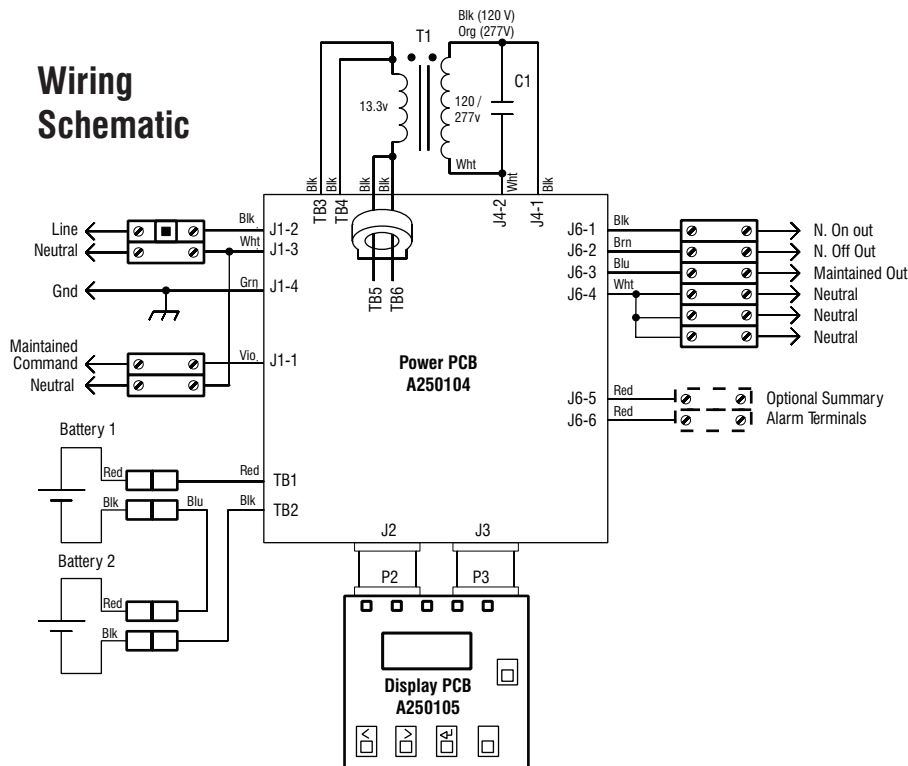 Wiring
Schematic
Blk (120 V)
Org (277V)
T1
C1
13.3v
120 /
277v
Wht
Blk
Blk
Blk
Blk
Wht
Blk
TB3
TB4
J4-2
J4-1
TB5
TB6
Line
Blk
J1-2
Neutral
Wht
J1-3
Gnd
Grn
J1-4
Maintained
Command
Vio.
J1-1
Neutral
Power PCB
A250104
J6-1
Blk
N. On out
J6-2
Brn
N. Off Out
J6-3
Blu
Maintained Out
J6-4
Wht
Neutral
Neutral
Neutral
J6-5
Red
Optional Summary
J6-6
Red
Alarm Terminals
Battery 1
Red
Red
TB1
Blk
Blu
Blk
TB2
Battery 2
Red
Blk
J2
J3
P2
P3
Display PCB
A250105